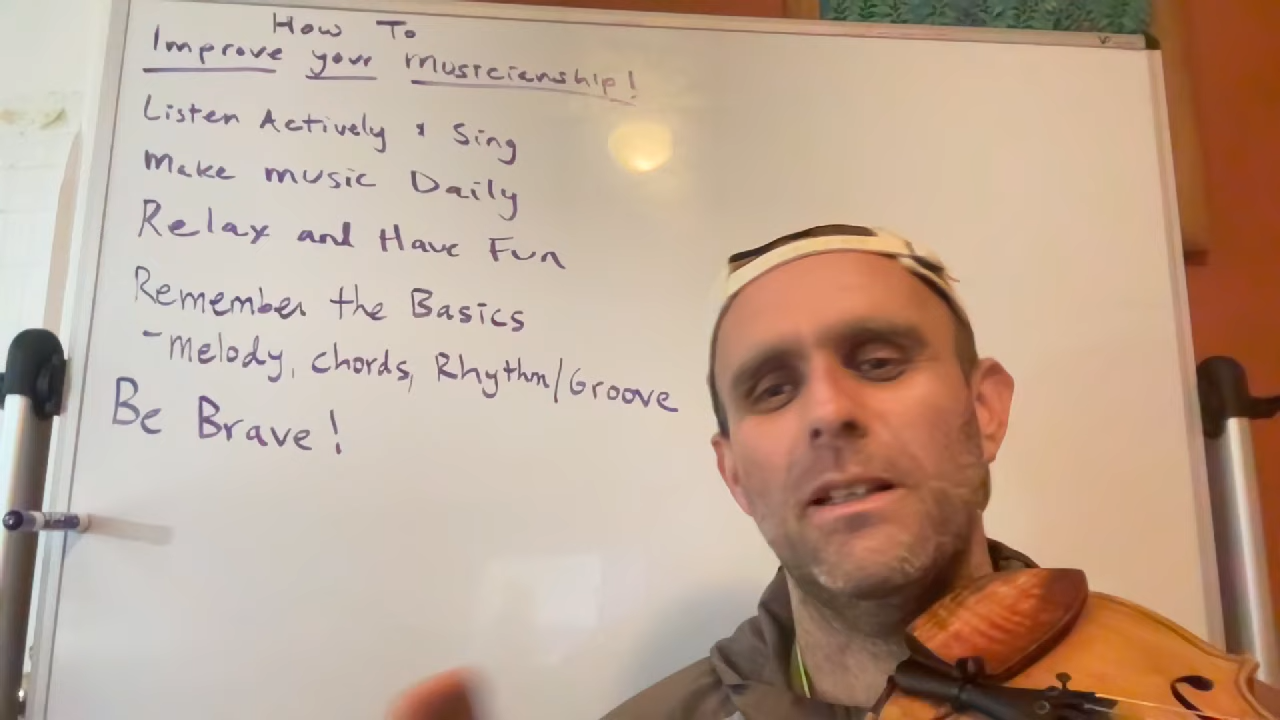 How To
Improve your Musicianship!
Listen Actively & Sing
Make music Daily
Relax and Have Fun
Remember the Basics
- Melody, Chords, Rhythm/Groove
Be Brave!